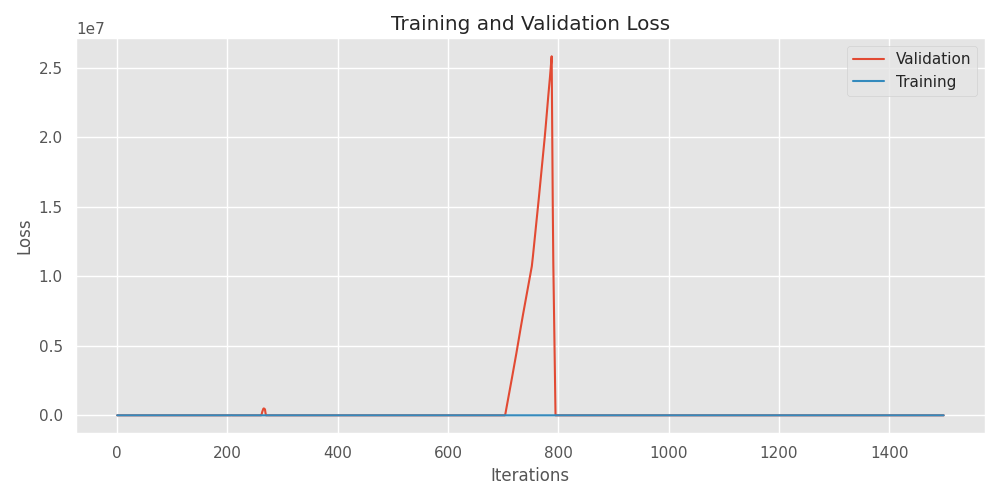 Training and Validation Loss
1e7
Validation
Training
2.5
2.0
1.5
1.0
0.5
0.0
Loss
0 200 400 600 800 1000 1200 1400
Iterations